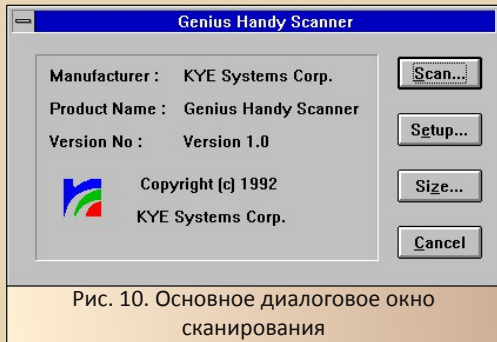 Genius Handy Scanner
Manufacturer : KYE Systems Corp.
Product Name : Genius Handy Scanner
Version No : Version 1.0
Copyright (c) 1992
KYE Systems Corp.
Scan...
Setup...
Size...
Cancel
Рис. 10. Основное диалоговое окно
сканирования